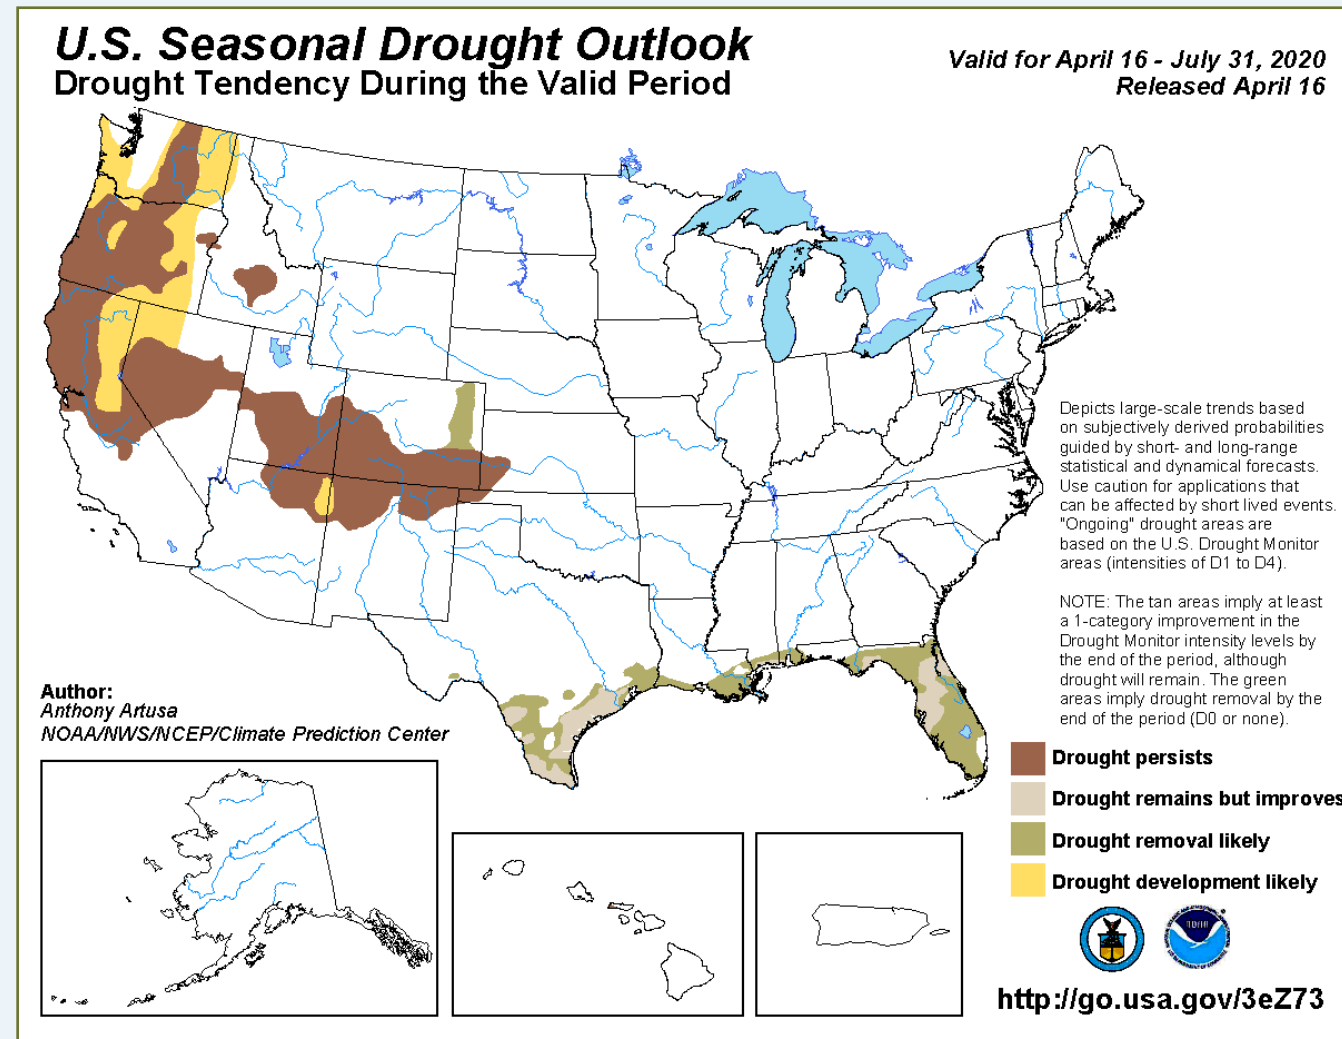 U.S. Seasonal Drought Outlook
Drought Tendency During the Valid Period
Valid for April 16 - July 31, 2020
Released April 16
Depicts large-scale trends based
on subjectively derived probabilities
guided by short- and long-range
statistical and dynamical forecasts.
Use caution for applications that
can be affected by short lived events.
"Ongoing" drought areas are
based on the U.S. Drought Monitor
areas (intensities of D1 to D4).
NOTE: The tan areas imply at least
a 1-category improvement in the
Drought Monitor intensity levels by
the end of the period, although
drought will remain. The green
areas imply drought removal by the
end of the period (D0 or none).
Author:
Anthony Artusa
NOAA/NWS/NCEP/Climate Prediction Center
Drought persists
Drought remains but improves
Drought removal likely
Drought development likely
http://go.usa.gov/3eZ73